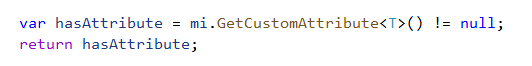 var hasAttribute = mi.GetCustomAttribute<T>() != null;
return hasAttribute;